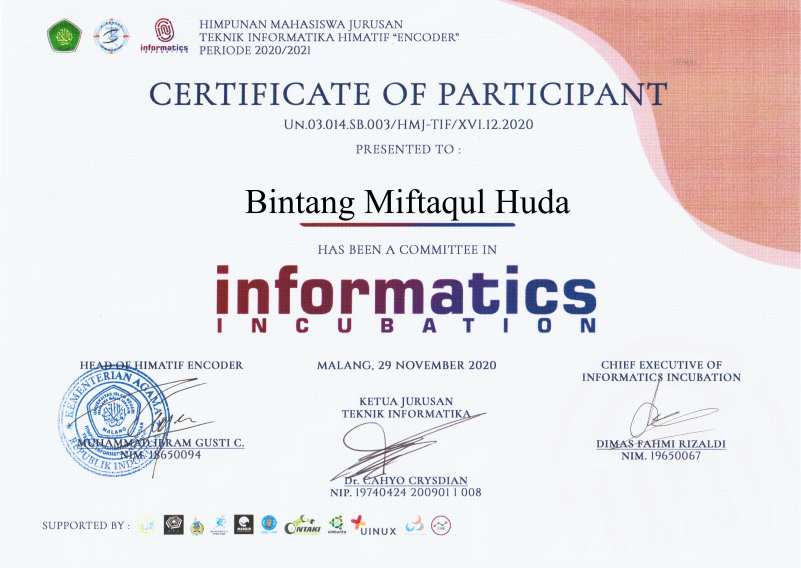 HIMPUNAN MAHASISWA JURUSAN
TEKNIK INFORMATIKA HIMATIF "ENCODER"
PERIODE 2020/2021
informatics
CERTIFICATE OF PARTICIPANT
UN.03.014.SB.003/HMJ-TIF/XVI.12.2020
PRESENTED TO :
Bintang Miftaqul Huda
HAS BEEN A COMMITTEE IN
informatics
INCUBATION
HEAD OF HIMATIF ENCODER
KEMENTERIAN AGAMA
MALANG
REPUBLIK INDO
MUHAMMAD IBRAM GUSTI C.
NIM. 18650094
MALANG, 29 NOVEMBER 2020
KETUA JURUSAN
TEKNIK INFORMATIKA
Dr. CAHYO CRYSDIAN
NIP. 19740424 200901 1 008
CHIEF EXECUTIVE OF
INFORMATICS INCUBATION
DIMAS FAHMI RIZALDI
NIM. 19650067
SUPPORTED BY :
ONTAKI
UINUX